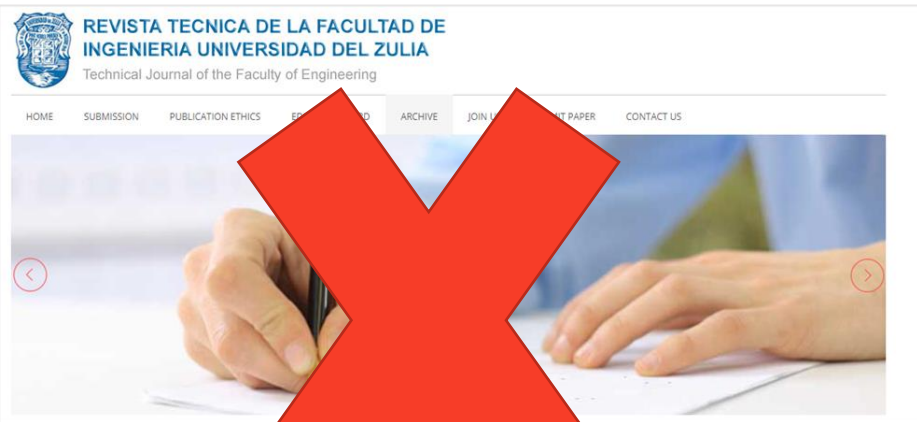 REVISTA TECNICA DE LA FACULTAD DE
INGENIERIA UNIVERSIDAD DEL ZULIA
Technical Journal of the Faculty of Engineering
HOME SUBMISSION PUBLICATION ETHICS ARCHIVE JOIN PAPER CONTACT US